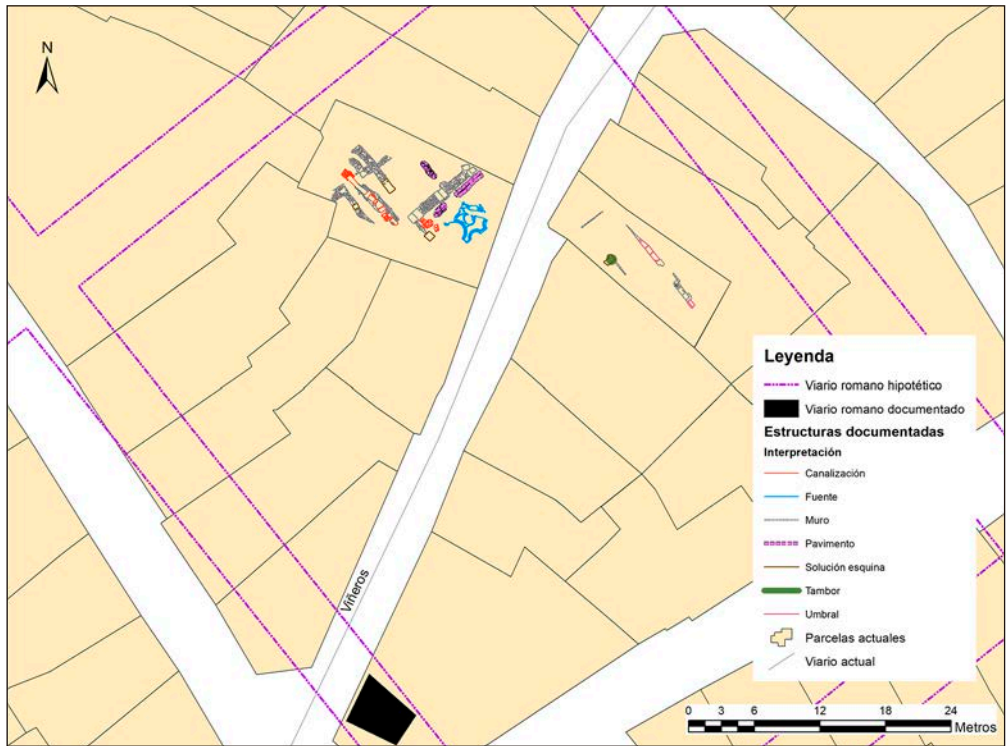 N
Viñeros
Leyenda
Viario romano hipotético
Viario romano documentado
Estructuras documentadas
Interpretación
Canalización
Fuente
Muro
Pavimento
Solución esquina
Tambor
Umbral
Parcelas actuales
Viario actual
0 3 6 12 18 24
Metros